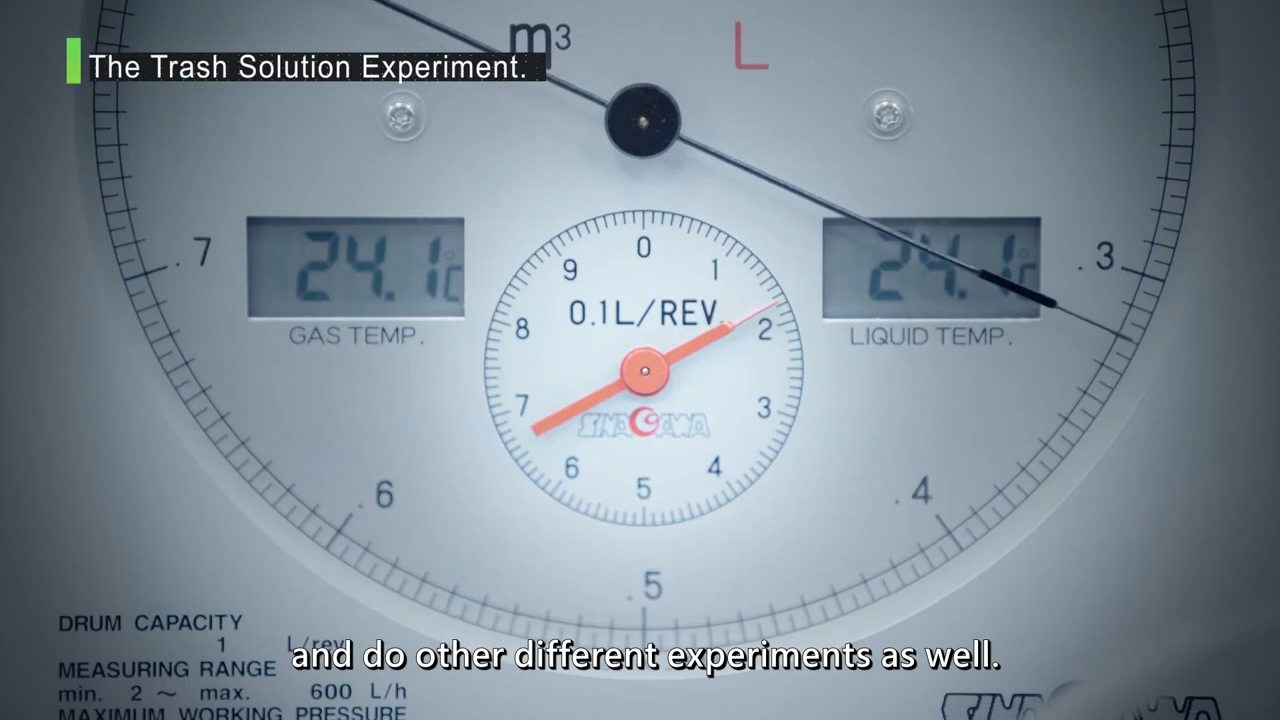 m³
L
The Trash Solution Experiment.
.7
24.1°C
GAS TEMP.
0
1
2
3
4
5
6
7
8
9
0.1L/REV.
SINAGAWA
24.1°C
LIQUID TEMP.
.3
.6
.4
.5
DRUM CAPACITY
1 L/rev
MEASURING RANGE
min. 2 ~ max. 600 L/h
MAXIMUM WORKING PRESSURE
and do other different experiments as well.
SINAGAWA